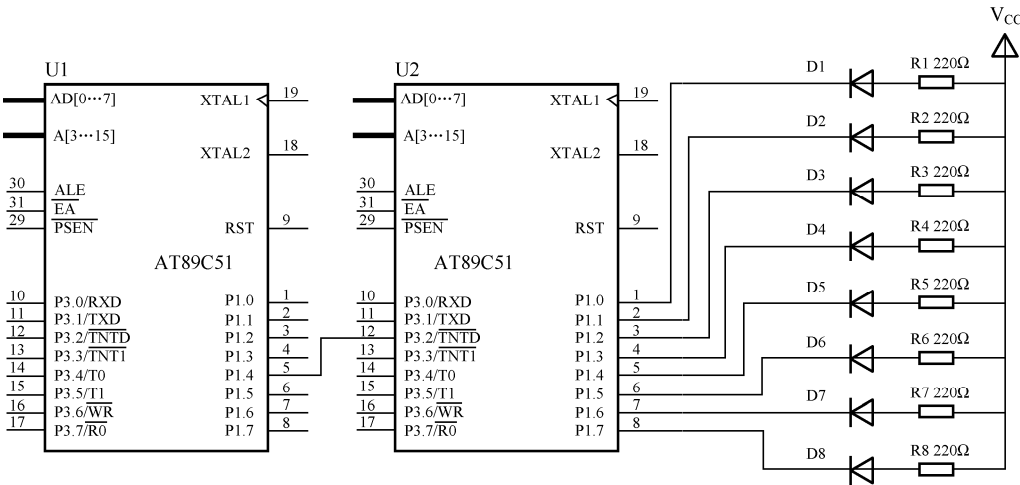 V_CC
U1
AD[0…7]
A[3…15]
XTAL1
19
XTAL2
18
30
ALE
31
EA
29
PSEN
RST
9
AT89C51
10
P3.0/RXD
11
P3.1/TXD
12
P3.2/TNTD
13
P3.3/TNT1
14
P3.4/T0
15
P3.5/T1
16
P3.6/WR
17
P3.7/R0
P1.0
1
P1.1
2
P1.2
3
P1.3
4
P1.4
5
P1.5
6
P1.6
7
P1.7
8
U2
AD[0…7]
A[3…15]
XTAL1
19
XTAL2
18
30
ALE
31
EA
29
PSEN
RST
9
AT89C51
10
P3.0/RXD
11
P3.1/TXD
12
P3.2/TNTD
13
P3.3/TNT1
14
P3.4/T0
15
P3.5/T1
16
P3.6/WR
17
P3.7/R0
P1.0
1
P1.1
2
P1.2
3
P1.3
4
P1.4
5
P1.5
6
P1.6
7
P1.7
8
D1
R1 220Ω
D2
R2 220Ω
D3
R3 220Ω
D4
R4 220Ω
D5
R5 220Ω
D6
R6 220Ω
D7
R7 220Ω
D8
R8 220Ω